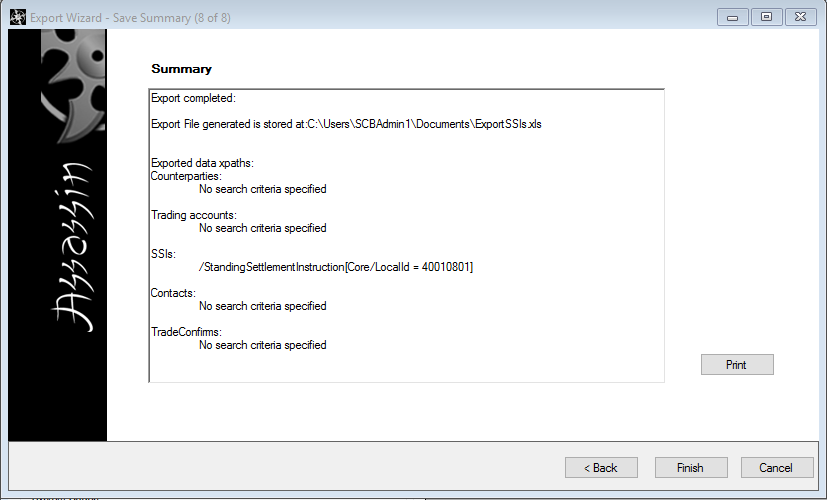 Export Wizard - Save Summary (8 of 8)
Assassin
Summary
Export completed:
Export File generated is stored at:C:\Users\SCBAdmin1\Documents\ExportSSIs.xls
Exported data xpaths:
Counterparties:
No search criteria specified
Trading accounts:
No search criteria specified
SSIs:
/StandingSettlementInstruction[Core/LocalId = 40010801]
Contacts:
No search criteria specified
TradeConfirms:
No search criteria specified
Print
< Back
Finish
Cancel